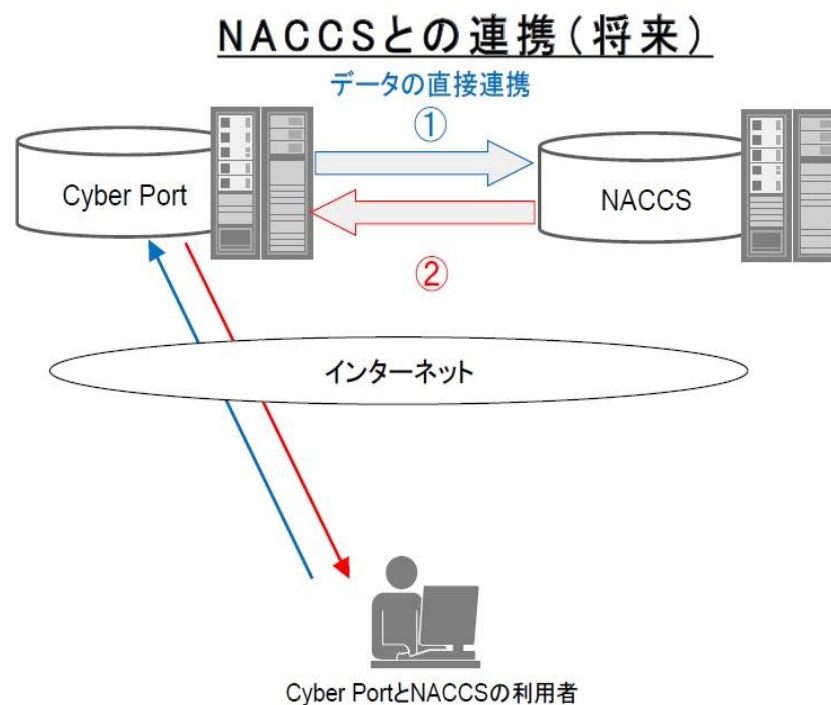 NACCSとの連携(将来)
データの直接連携
①
Cyber Port
NACCS
②
インターネット
Cyber PortとNACCSの利用者